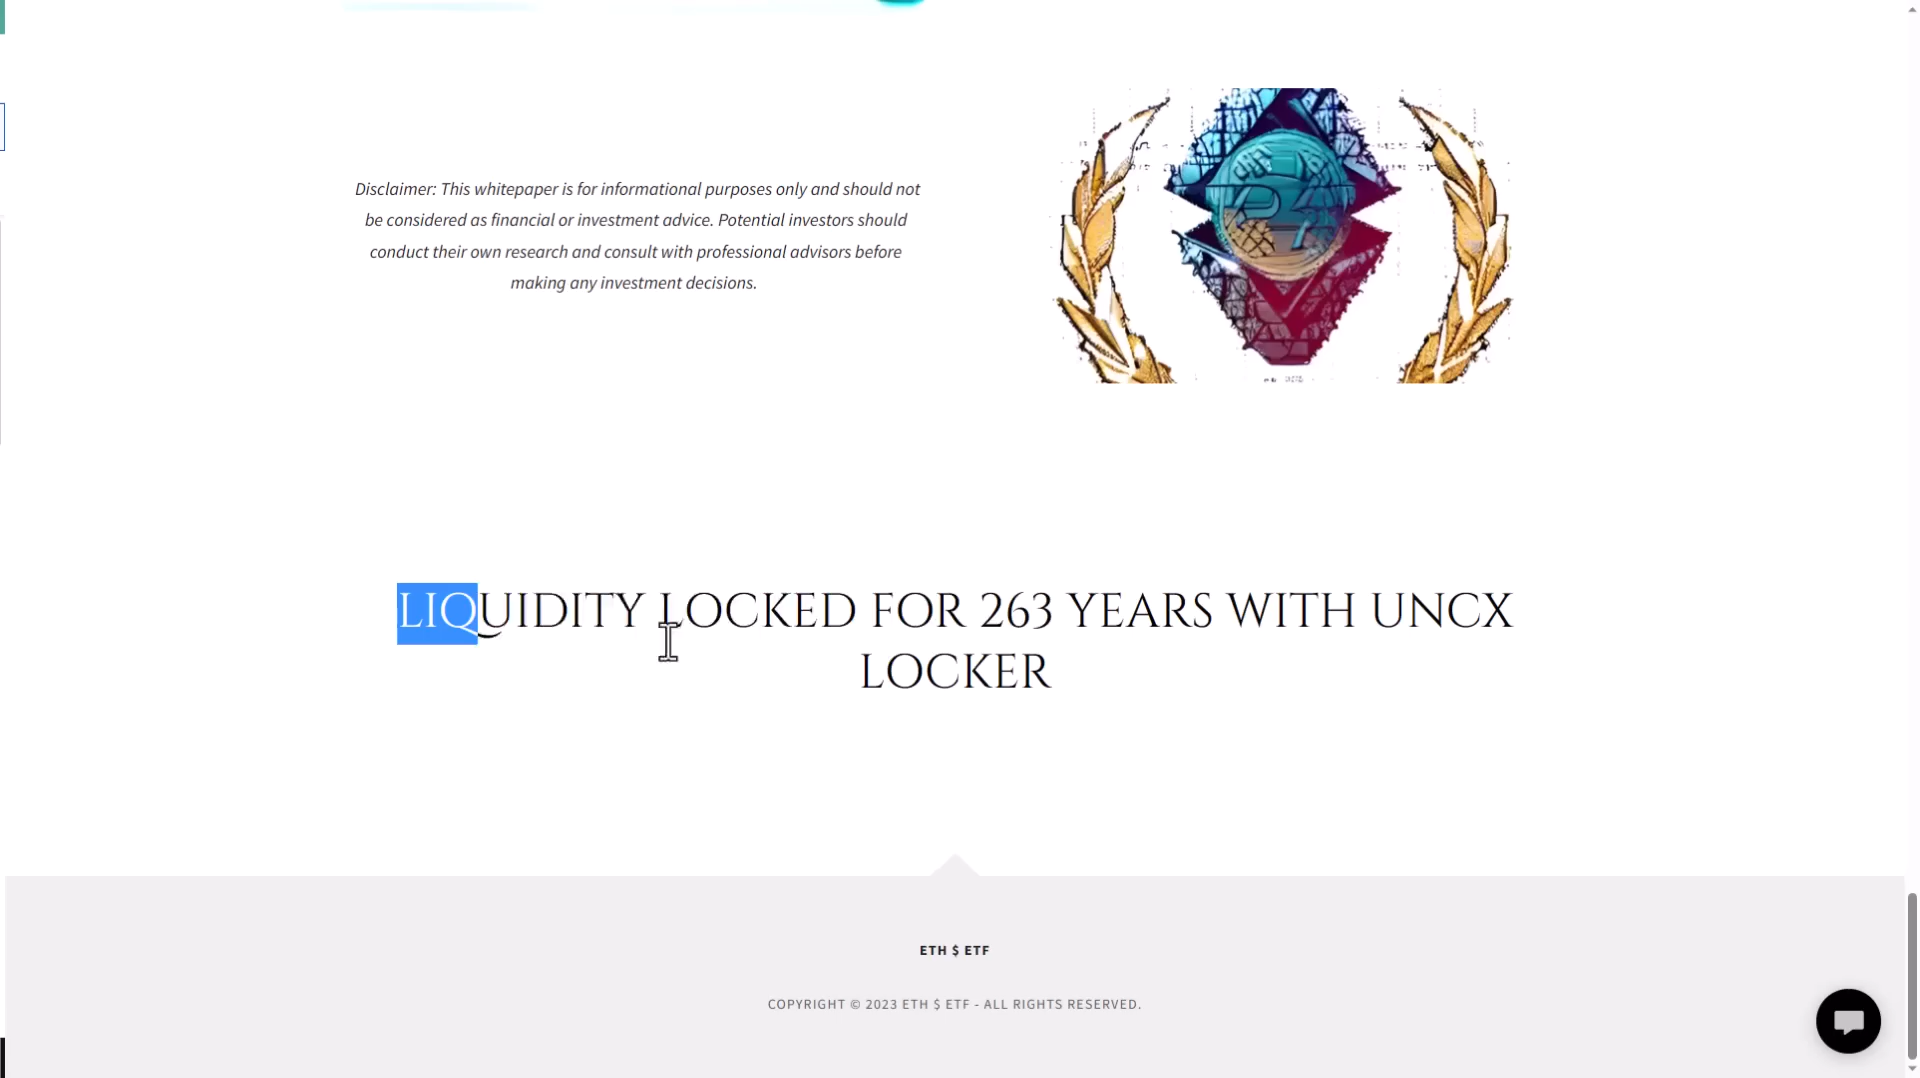 Disclaimer: This whitepaper is for informational purposes only and should not
be considered as financial or investment advice. Potential investors should
conduct their own research and consult with professional advisors before
making any investment decisions.
LIQUIDITY LOCKED FOR 263 YEARS WITH UNCX
LOCKER
ETH $ ETF
COPYRIGHT © 2023 ETH $ ETF - ALL RIGHTS RESERVED.